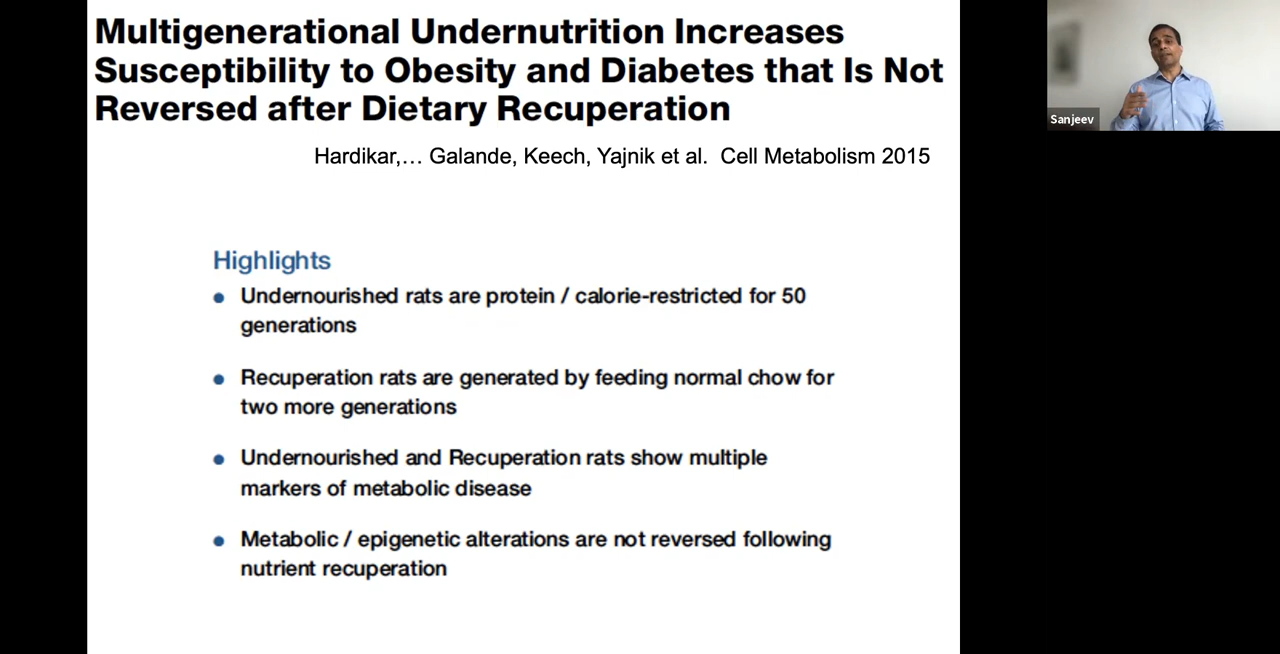 Multigenerational Undernutrition Increases
Susceptibility to Obesity and Diabetes that Is Not
Reversed after Dietary Recuperation
Hardikar,... Galande, Keech, Yajnik et al. Cell Metabolism 2015
Sanjeev
Highlights
• Undernourished rats are protein / calorie-restricted for 50
generations
• Recuperation rats are generated by feeding normal chow for
two more generations
• Undernourished and Recuperation rats show multiple
markers of metabolic disease
• Metabolic / epigenetic alterations are not reversed following
nutrient recuperation